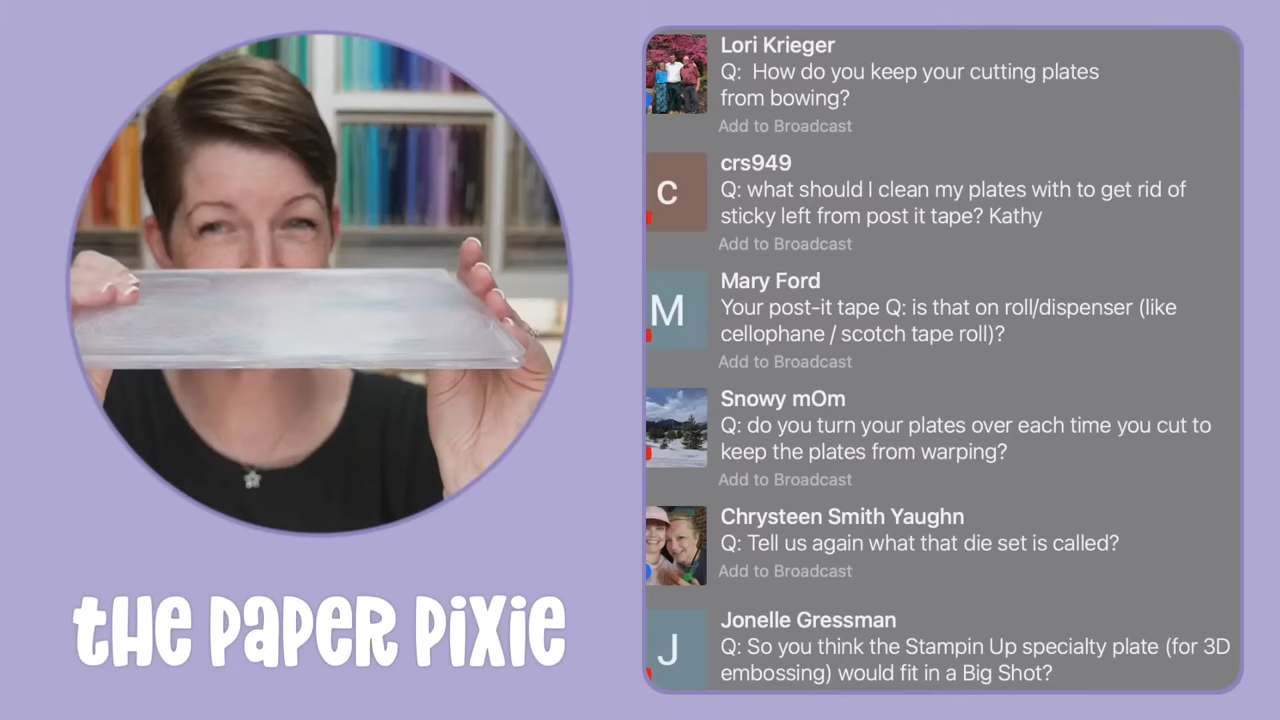 Lori Krieger
Q:  How do you keep your cutting plates
from bowing?
Add to Broadcast
C
crs949
Q: what should I clean my plates with to get rid of
sticky left from post it tape? Kathy
Add to Broadcast
M
Mary Ford
Your post-it tape Q: is that on roll/dispenser (like
cellophane / scotch tape roll)?
Add to Broadcast
Snowy mOm
Q: do you turn your plates over each time you cut to
keep the plates from warping?
Add to Broadcast
Chrysteen Smith Yaughn
Q: Tell us again what that die set is called?
Add to Broadcast
J
Jonelle Gressman
Q: So you think the Stampin Up specialty plate (for 3D
embossing) would fit in a Big Shot?
the PAPER PiXiE